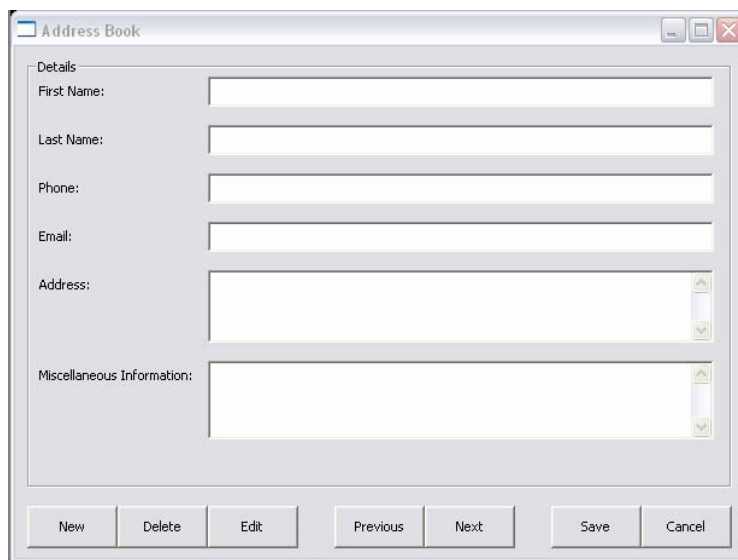 Address Book
Details
First Name:
Last Name:
Phone:
Email:
Address:
Miscellaneous Information:
New Delete Edit Previous Next Save Cancel